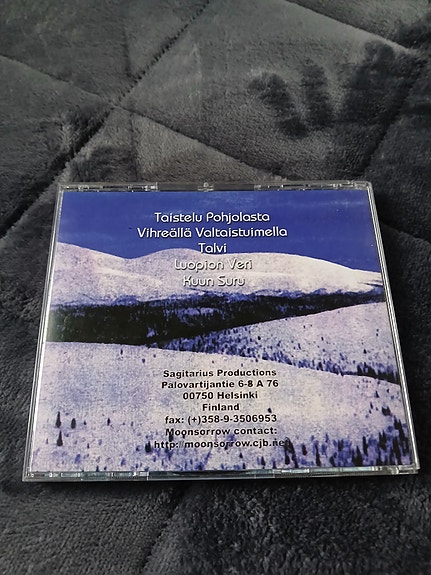 Taistelu Pohjolasta
Vihreällä Valtaistuimella
Talvi
Luopion Veri
Kuun Suru
Sagitarius Productions
Palovartijantie 6-8 A 76
00750 Helsinki
Finland
fax: (+)358-9-3506953
Moonsorrow contact:
http://moonsorrow.cjb.net